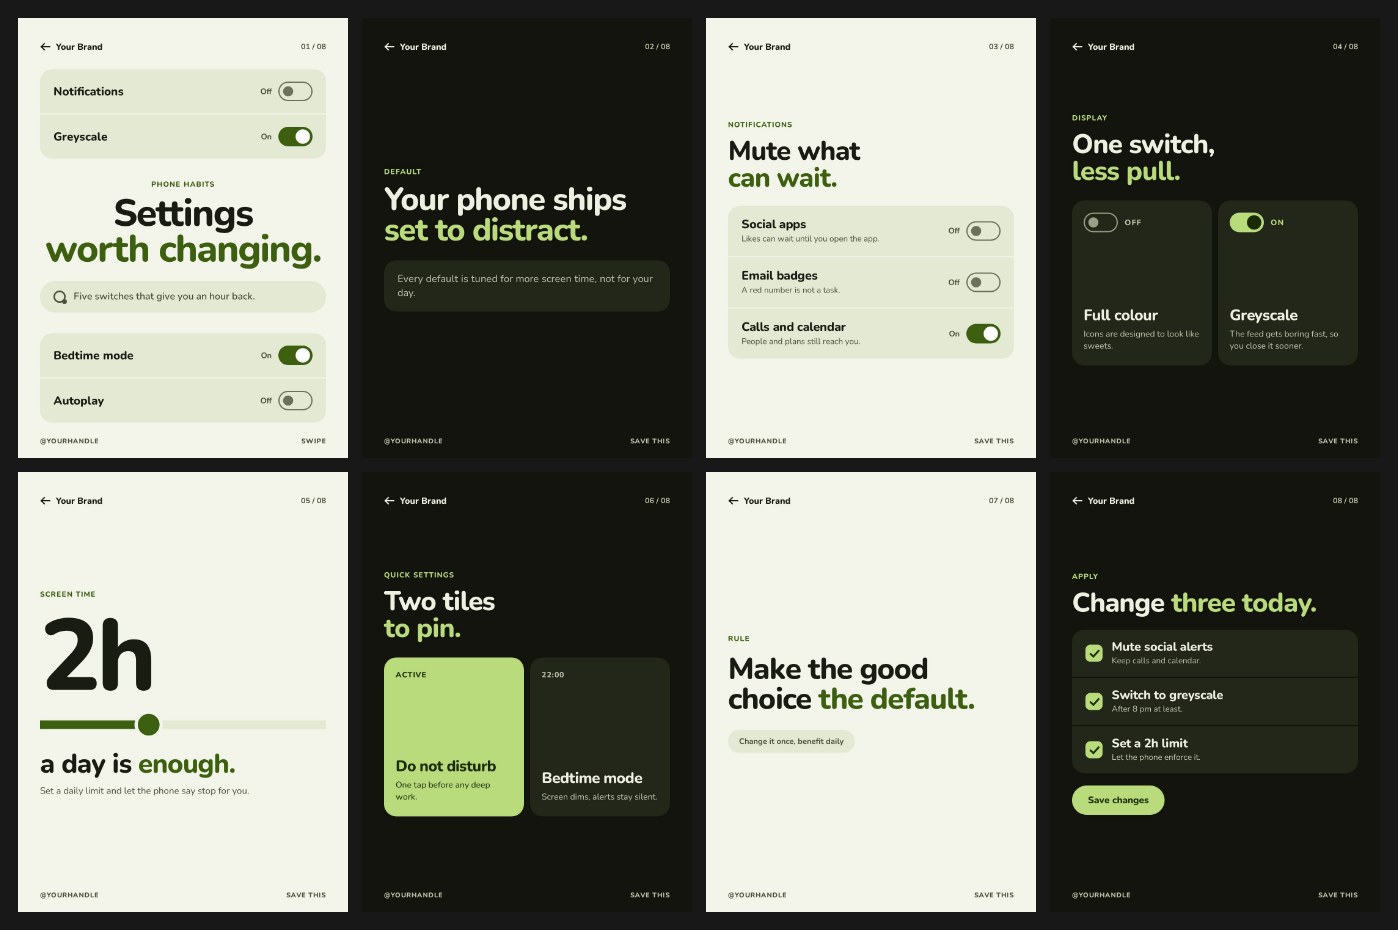 Your Brand
01 / 08
Notifications
Off
Greyscale
On
PHONE HABITS
Settings
worth changing.
Five switches that give you an hour back.
Bedtime mode
On
Autoplay
Off
@YOURHANDLE
SWIPE
Your Brand
02 / 08
DEFAULT
Your phone ships
set to distract.
Every default is tuned for more screen time, not for your
day.
@YOURHANDLE
SAVE THIS
Your Brand
03 / 08
NOTIFICATIONS
Mute what
can wait.
Social apps
Likes can wait until you open the app.
Off
Email badges
A red number is not a task.
Off
Calls and calendar
People and plans still reach you.
On
@YOURHANDLE
SAVE THIS
Your Brand
04 / 08
DISPLAY
One switch,
less pull.
OFF
Full colour
Icons are designed to look like
sweets.
ON
Greyscale
The feed gets boring fast, so
you close it sooner.
@YOURHANDLE
SAVE THIS
Your Brand
05 / 08
SCREEN TIME
2h
a day is enough.
Set a daily limit and let the phone say stop for you.
@YOURHANDLE
SAVE THIS
Your Brand
06 / 08
QUICK SETTINGS
Two tiles
to pin.
ACTIVE
Do not disturb
One tap before any deep
work.
22:00
Bedtime mode
Screen dims, alerts stay silent.
@YOURHANDLE
SAVE THIS
Your Brand
07 / 08
RULE
Make the good
choice the default.
Change it once, benefit daily
@YOURHANDLE
SAVE THIS
Your Brand
08 / 08
APPLY
Change three today.
Mute social alerts
Keep calls and calendar.
Switch to greyscale
After 8 pm at least.
Set a 2h limit
Let the phone enforce it.
Save changes
@YOURHANDLE
SAVE THIS